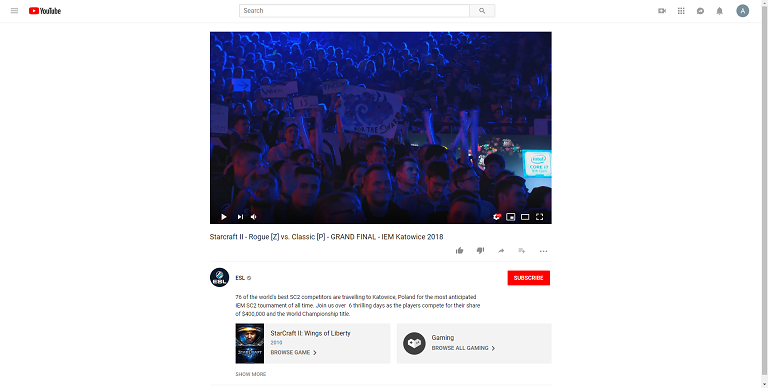 YouTube
Search
A
intel
CORE i7
Starcraft II - Rogue [Z] vs. Classic [P] - GRAND FINAL - IEM Katowice 2018
ESL
ESL
SUBSCRIBE
76 of the world's best SC2 competitors are travelling to Katowice, Poland for the most anticipated
IEM SC2 tournament of all time. Join us over 6 thrilling days as the players compete for their share
of $400,000 and the World Championship title.
STARCRAFT
StarCraft II: Wings of Liberty
2010
BROWSE GAME
Gaming
BROWSE ALL GAMING
SHOW MORE